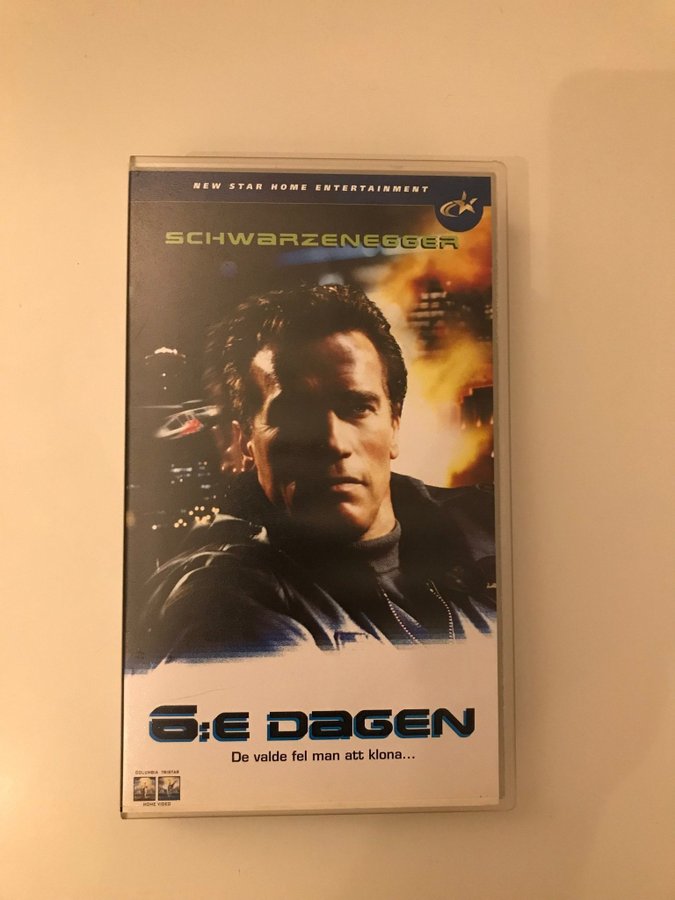 NEW STAR HOME ENTERTAINMENT
SCHWARZENEGGER
6:E DAGEN
De valde fel man att klona...
COLUMBIA TRISTAR
HOME VIDEO